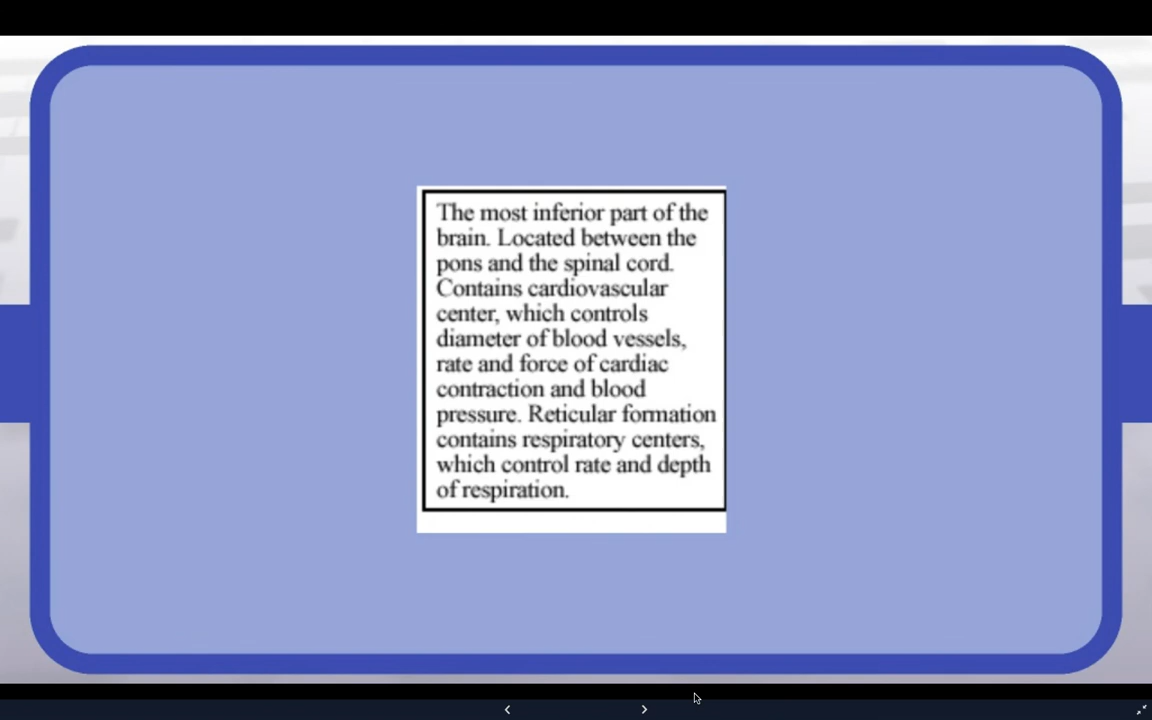 The most inferior part of the
brain. Located between the
pons and the spinal cord.
Contains cardiovascular
center, which controls
diameter of blood vessels,
rate and force of cardiac
contraction and blood
pressure. Reticular formation
contains respiratory centers,
which control rate and depth
of respiration.